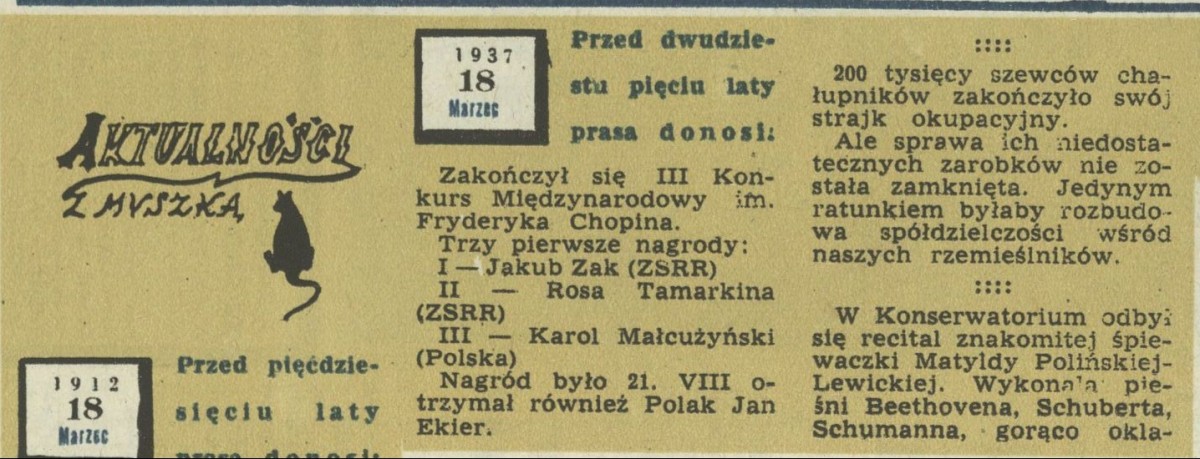 AKTUALNOŚCI
Z MYSZKĄ
1912
18
Marzec
Przed pięćdzie-
sięciu laty
prasa donosi:
1937
18
Marzec
Przed dwudzie-
stu pięciu laty
prasa donosi:
Zakończył się III Kon-
kurs Międzynarodowy im.
Fryderyka Chopina.
Trzy pierwsze nagrody:
I — Jakub Zak (ZSRR)
II — Rosa Tamarkina
(ZSRR)
III — Karol Małcużyński
(Polska)
Nagród było 21. VIII o-
trzymał również Polak Jan
Ekier.
::::
200 tysięcy szewców cha-
łupników zakończyło swój
strajk okupacyjny.
Ale sprawa ich niedosta-
tecznych zarobków nie zo-
stała zamknięta. Jedynym
ratunkiem byłaby rozbudo-
wa spółdzielczości wśród
naszych rzemieślników.
::::
W Konserwatorium odbył
się recital znakomitej śpie-
waczki Matyldy Polińskiej-
Lewickiej. Wykonała pie-
śni Beethovena, Schuberta,
Schumanna, gorąco okla-